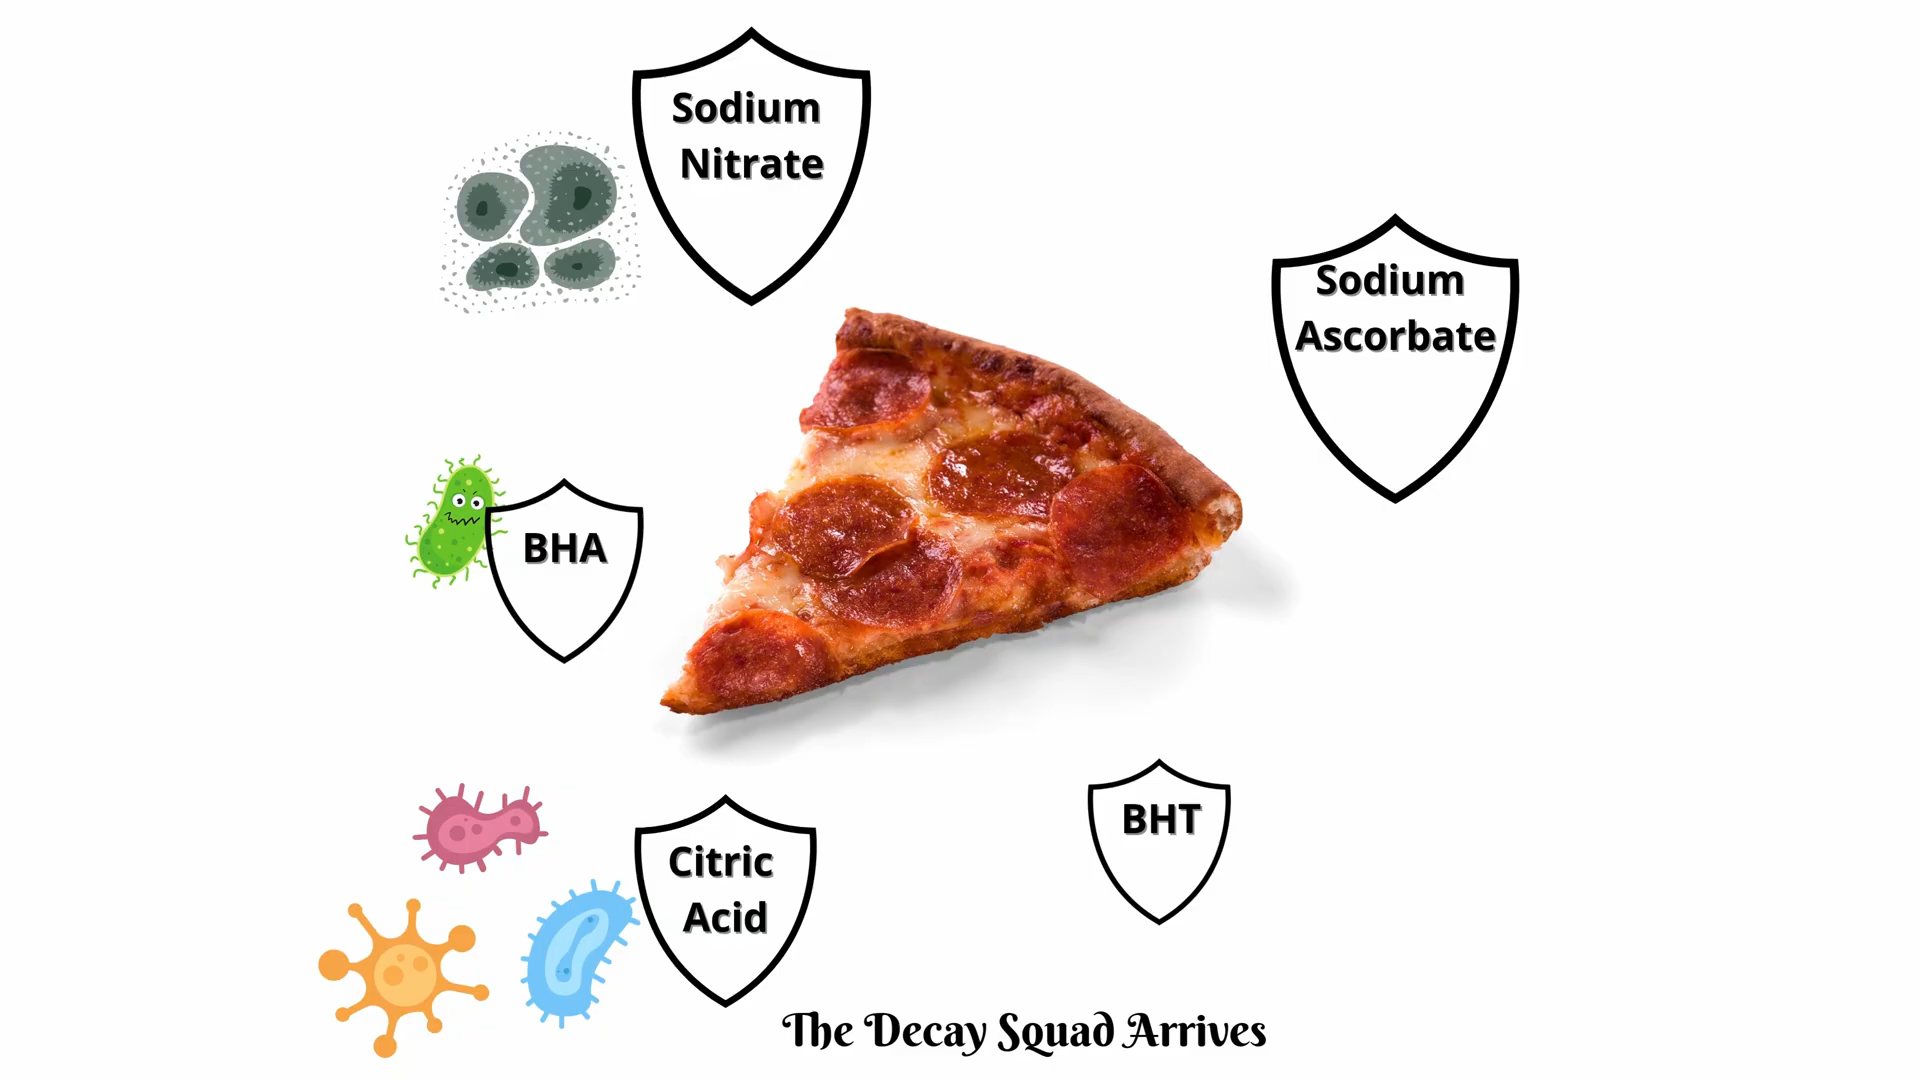 Sodium
Nitrate
Sodium
Ascorbate
BHA
BHT
Citric
Acid
The Decay Squad Arrives